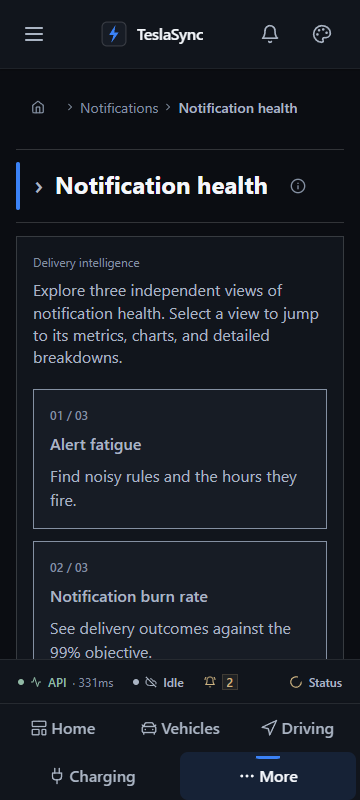 TeslaSync
Notifications
Notification health
Notification health
Delivery intelligence
Explore three independent views of
notification health. Select a view to jump
to its metrics, charts, and detailed
breakdowns.
01 / 03
Alert fatigue
Find noisy rules and the hours they
fire.
02 / 03
Notification burn rate
See delivery outcomes against the
99% objective.
API · 331ms
Idle
2
Status
Home
Vehicles
Driving
Charging
More